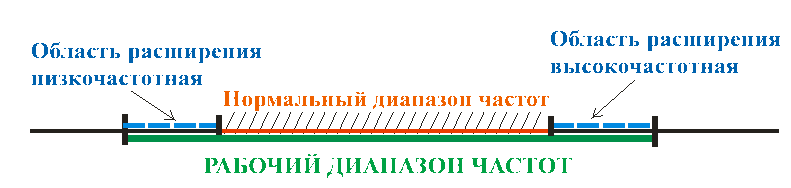 Область расширения
низкочастотная
Область расширения
высокочастотная
Нормальный диапазон частот
РАБОЧИЙ ДИАПАЗОН ЧАСТОТ